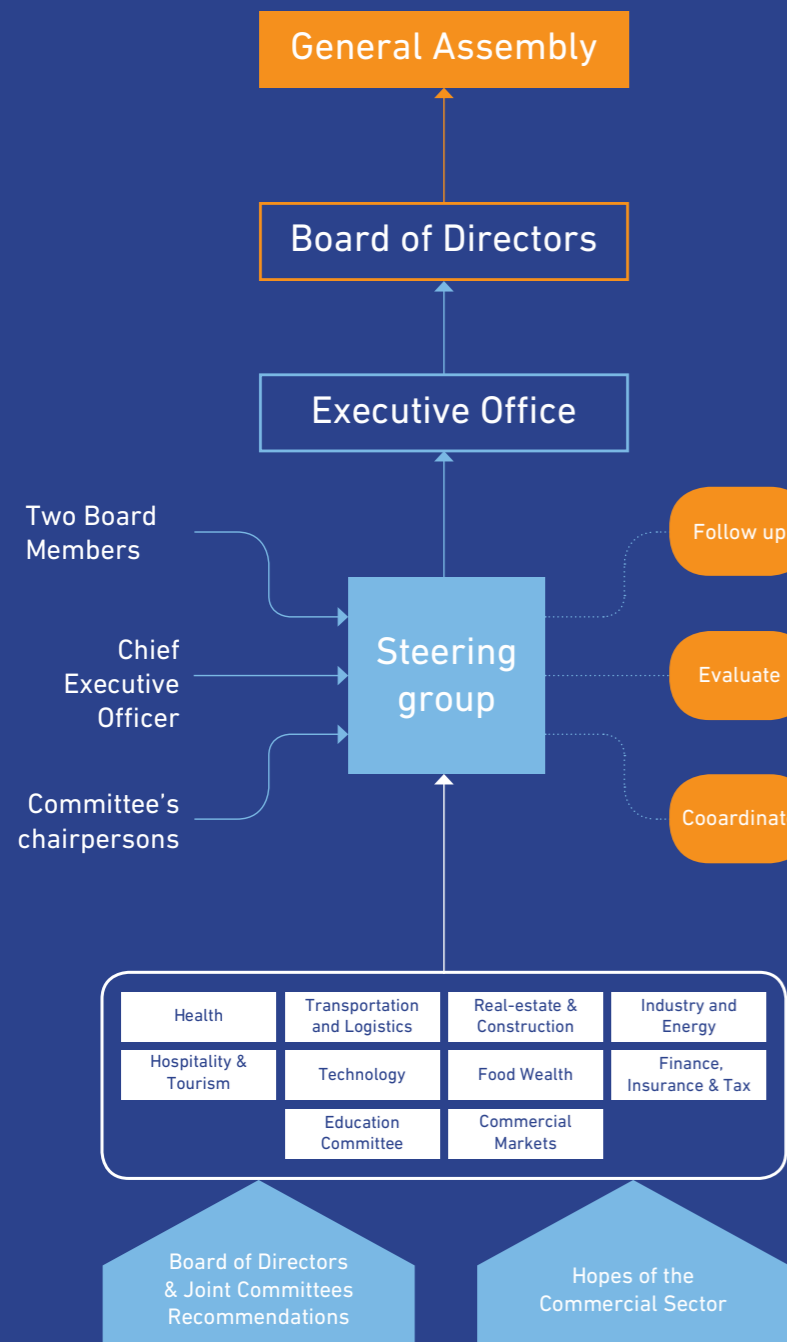 General Assembly
Board of Directors
Executive Office
Two Board
Members
Chief
Executive
Officer
Committee's
chairpersons
Steering
group
Follow up
Evaluate
Cooardinat
Health
Transportation
and Logistics
Real-estate &
Construction
Industry and
Energy
Hospitality &
Tourism
Technology
Food Wealth
Finance,
Insurance & Tax
Education
Committee
Commercial
Markets
Board of Directors
& Joint Committees
Recommendations
Hopes of the
Commercial Sector